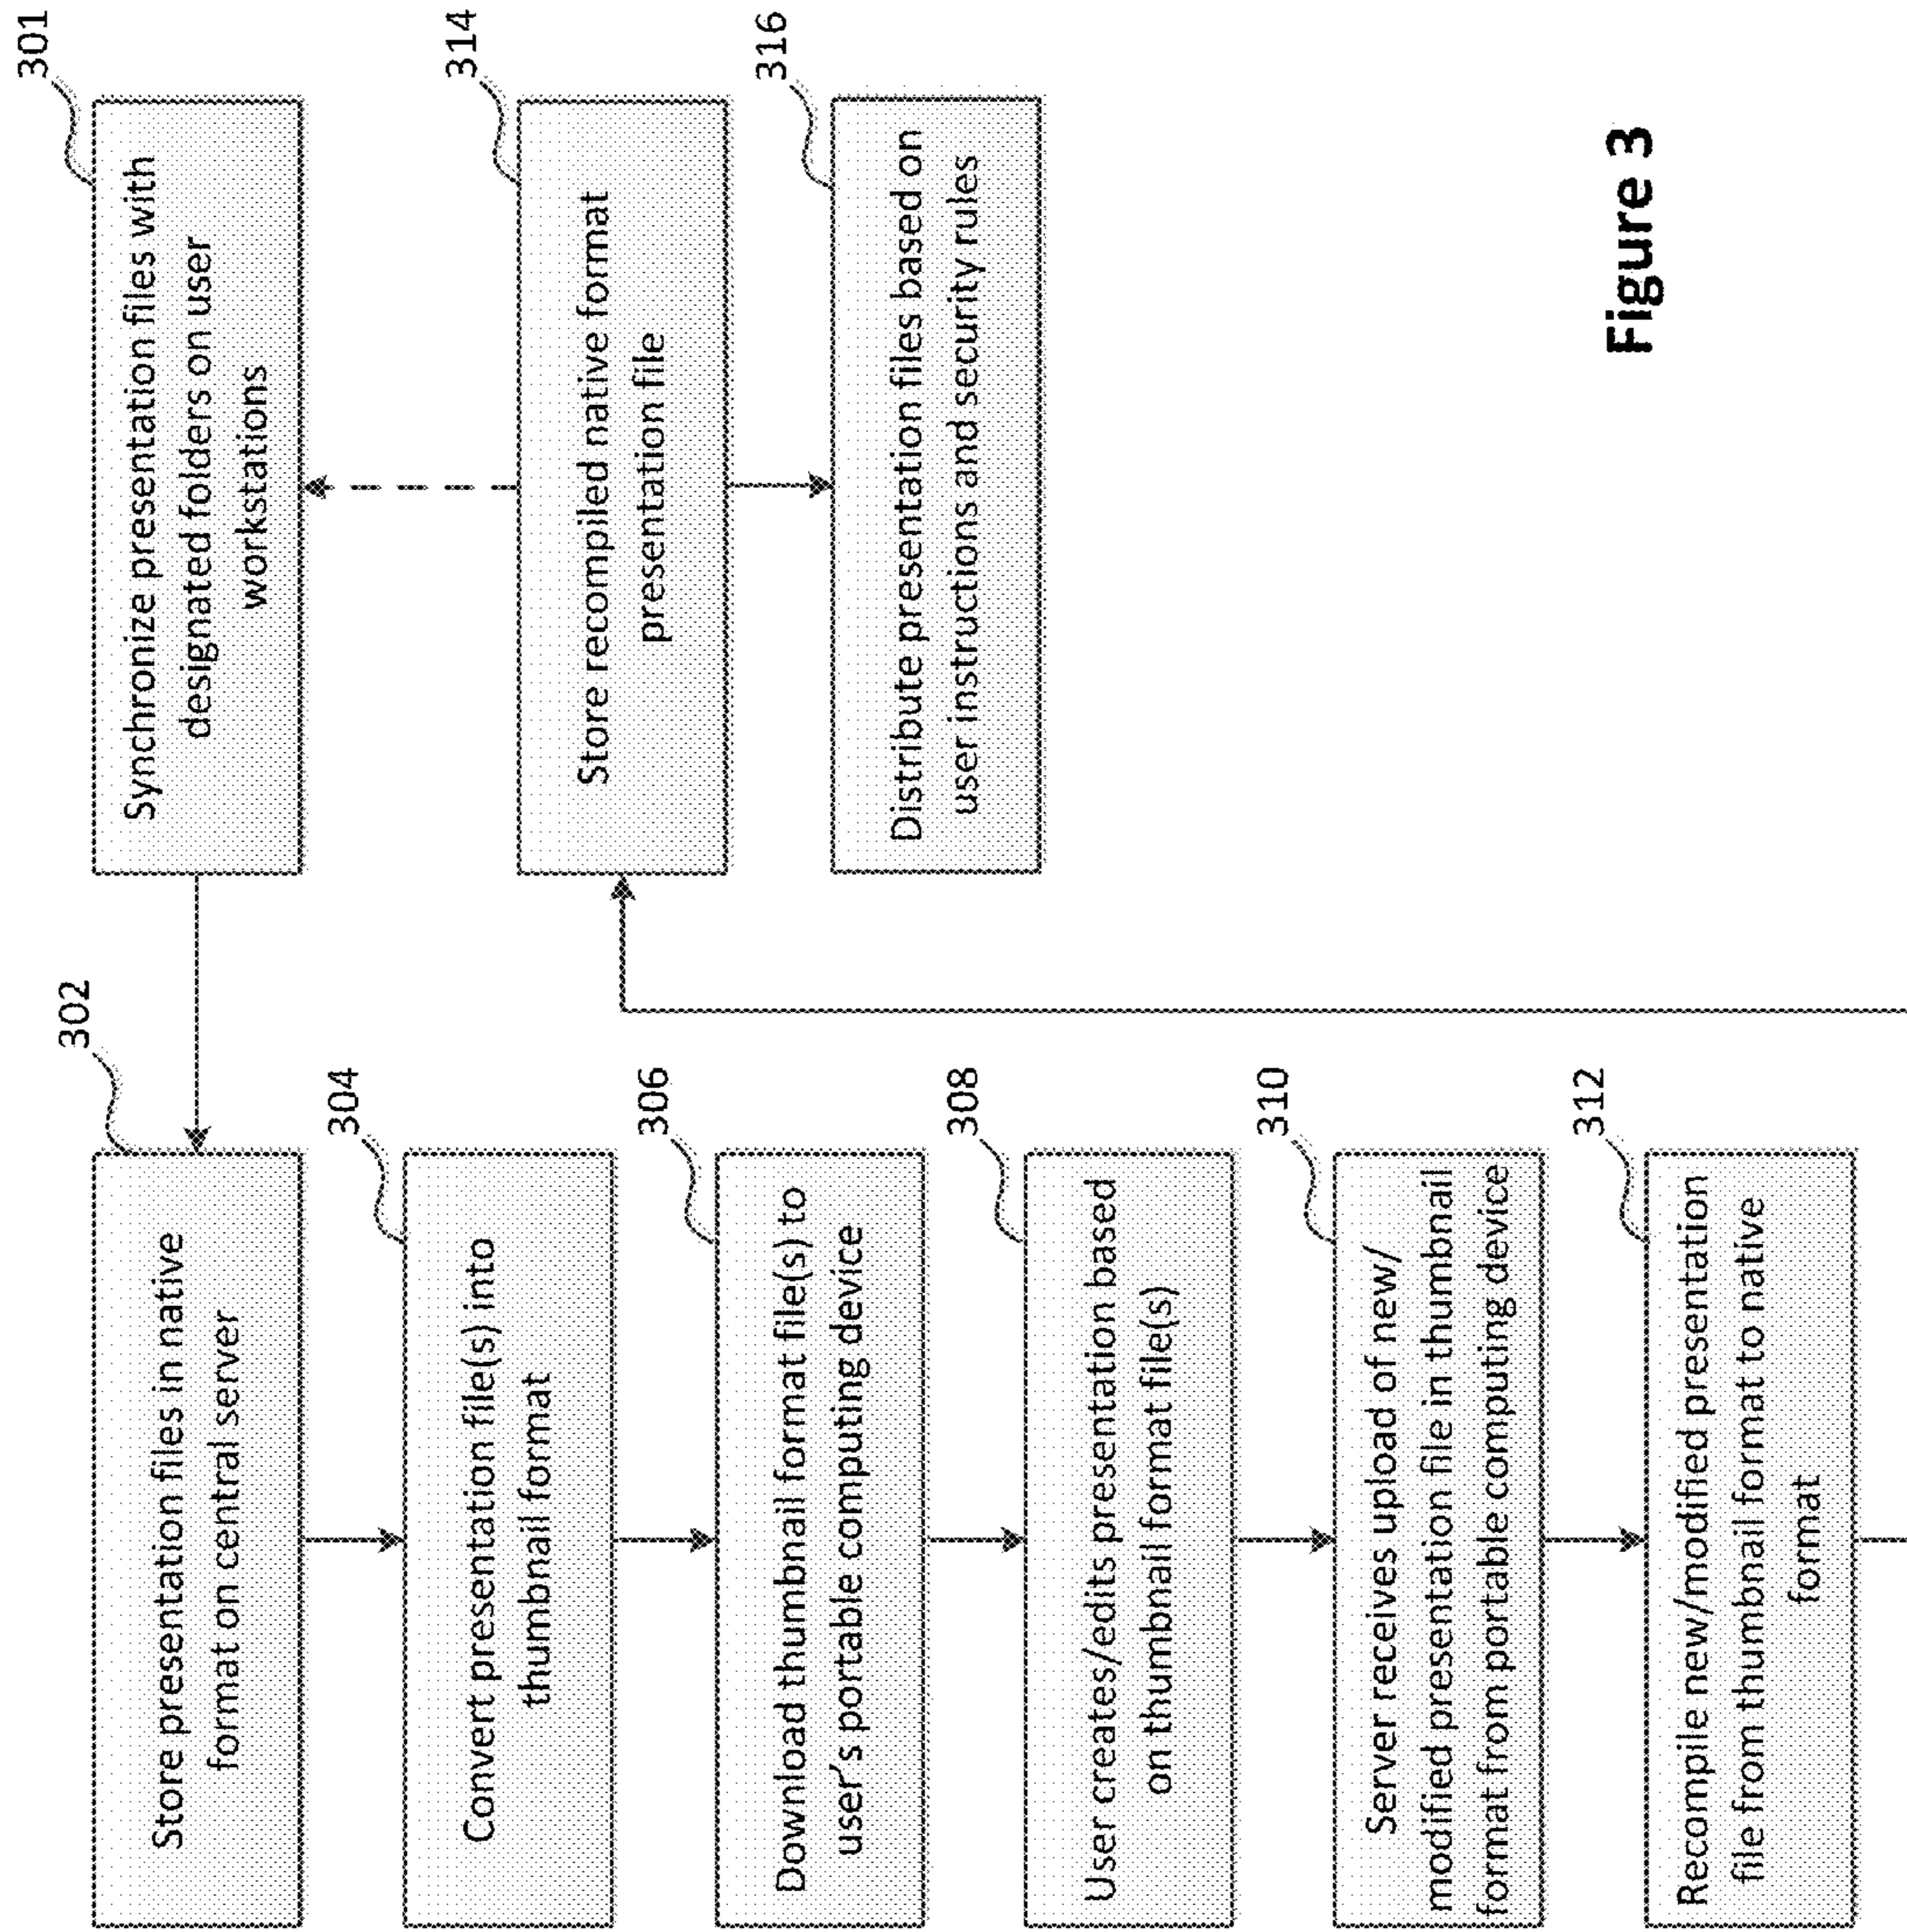 302
Store presentation files in native
format on central server
304
Convert presentation file(s) into
thumbnail format
306
Download thumbnail format file(s) to
user's portable computing device
308
User creates/edits presentation based
on thumbnail format file(s)
310
Server receives upload of new/
modified presentation file in thumbnail
format from portable computing device
312
Recompile new/modified presentation
file from thumbnail format to native
format
301
Synchronize presentation files with
designated folders on user
workstations
314
Store recompiled native format
presentation file
316
Distribute presentation files based on
user instructions and security rules
Figure 3